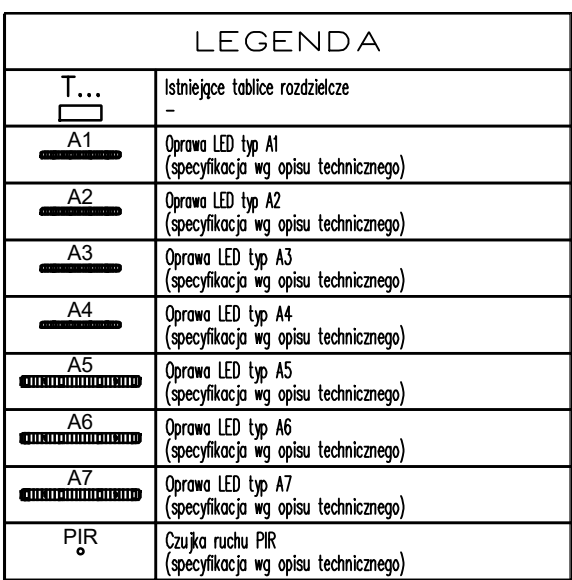 LEGENDA
T...
Istniejące tablice rozdzielcze
–
A1
Oprawa LED typ A1
(specyfikacja wg opisu technicznego)
A2
Oprawa LED typ A2
(specyfikacja wg opisu technicznego)
A3
Oprawa LED typ A3
(specyfikacja wg opisu technicznego)
A4
Oprawa LED typ A4
(specyfikacja wg opisu technicznego)
A5
Oprawa LED typ A5
(specyfikacja wg opisu technicznego)
A6
Oprawa LED typ A6
(specyfikacja wg opisu technicznego)
A7
Oprawa LED typ A7
(specyfikacja wg opisu technicznego)
PIR
Czujka ruchu PIR
(specyfikacja wg opisu technicznego)